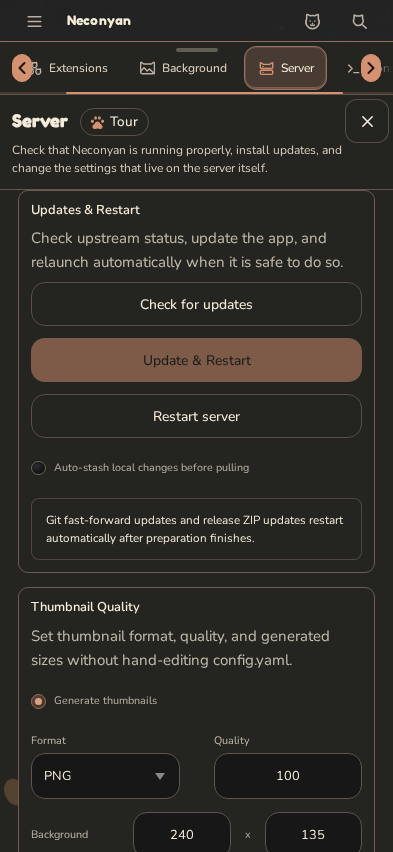 Neconyan
Extensions
Background
Server
Server
Tour
Check that Neconyan is running properly, install updates, and
change the settings that live on the server itself.
Updates & Restart
Check upstream status, update the app, and
relaunch automatically when it is safe to do so.
Check for updates
Update & Restart
Restart server
Auto-stash local changes before pulling
Git fast-forward updates and release ZIP updates restart
automatically after preparation finishes.
Thumbnail Quality
Set thumbnail format, quality, and generated
sizes without hand-editing config.yaml.
Generate thumbnails
Format
Quality
PNG
100
Background
240
x
135